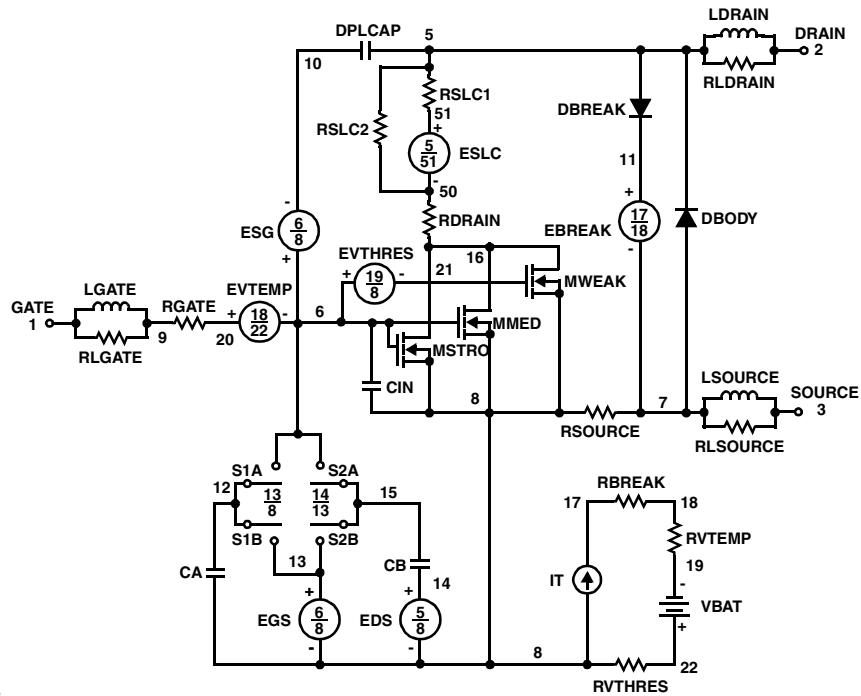 LDRAIN
DPLCAP 5 DRAIN
10 2
RLDRAIN
RSLC1
51 DBREAK
RSLC2 +
5
51 ESLC
11
-
50
- +
ESG 6
8 RDRAIN EBREAK 17
18 DBODY
+ EVTHRES 16 -
+ 19
8 - 21 MWEAK
LGATE EVTEMP
GATE RGATE + 18
22 - 6 MMED
1
9 20 MSTRO
RLGATE
CIN LSOURCE
8 7 SOURCE
3
RSOURCE
RLSOURCE
S1A S2A
12 13
8 14
13 15 RBREAK
17 18
S1B S2B
RVTEMP
13 CB 19
CA 14 IT -
+ + VBAT
EGS 6
8 EDS 5
8 +
- - 8
22
RVTHRES